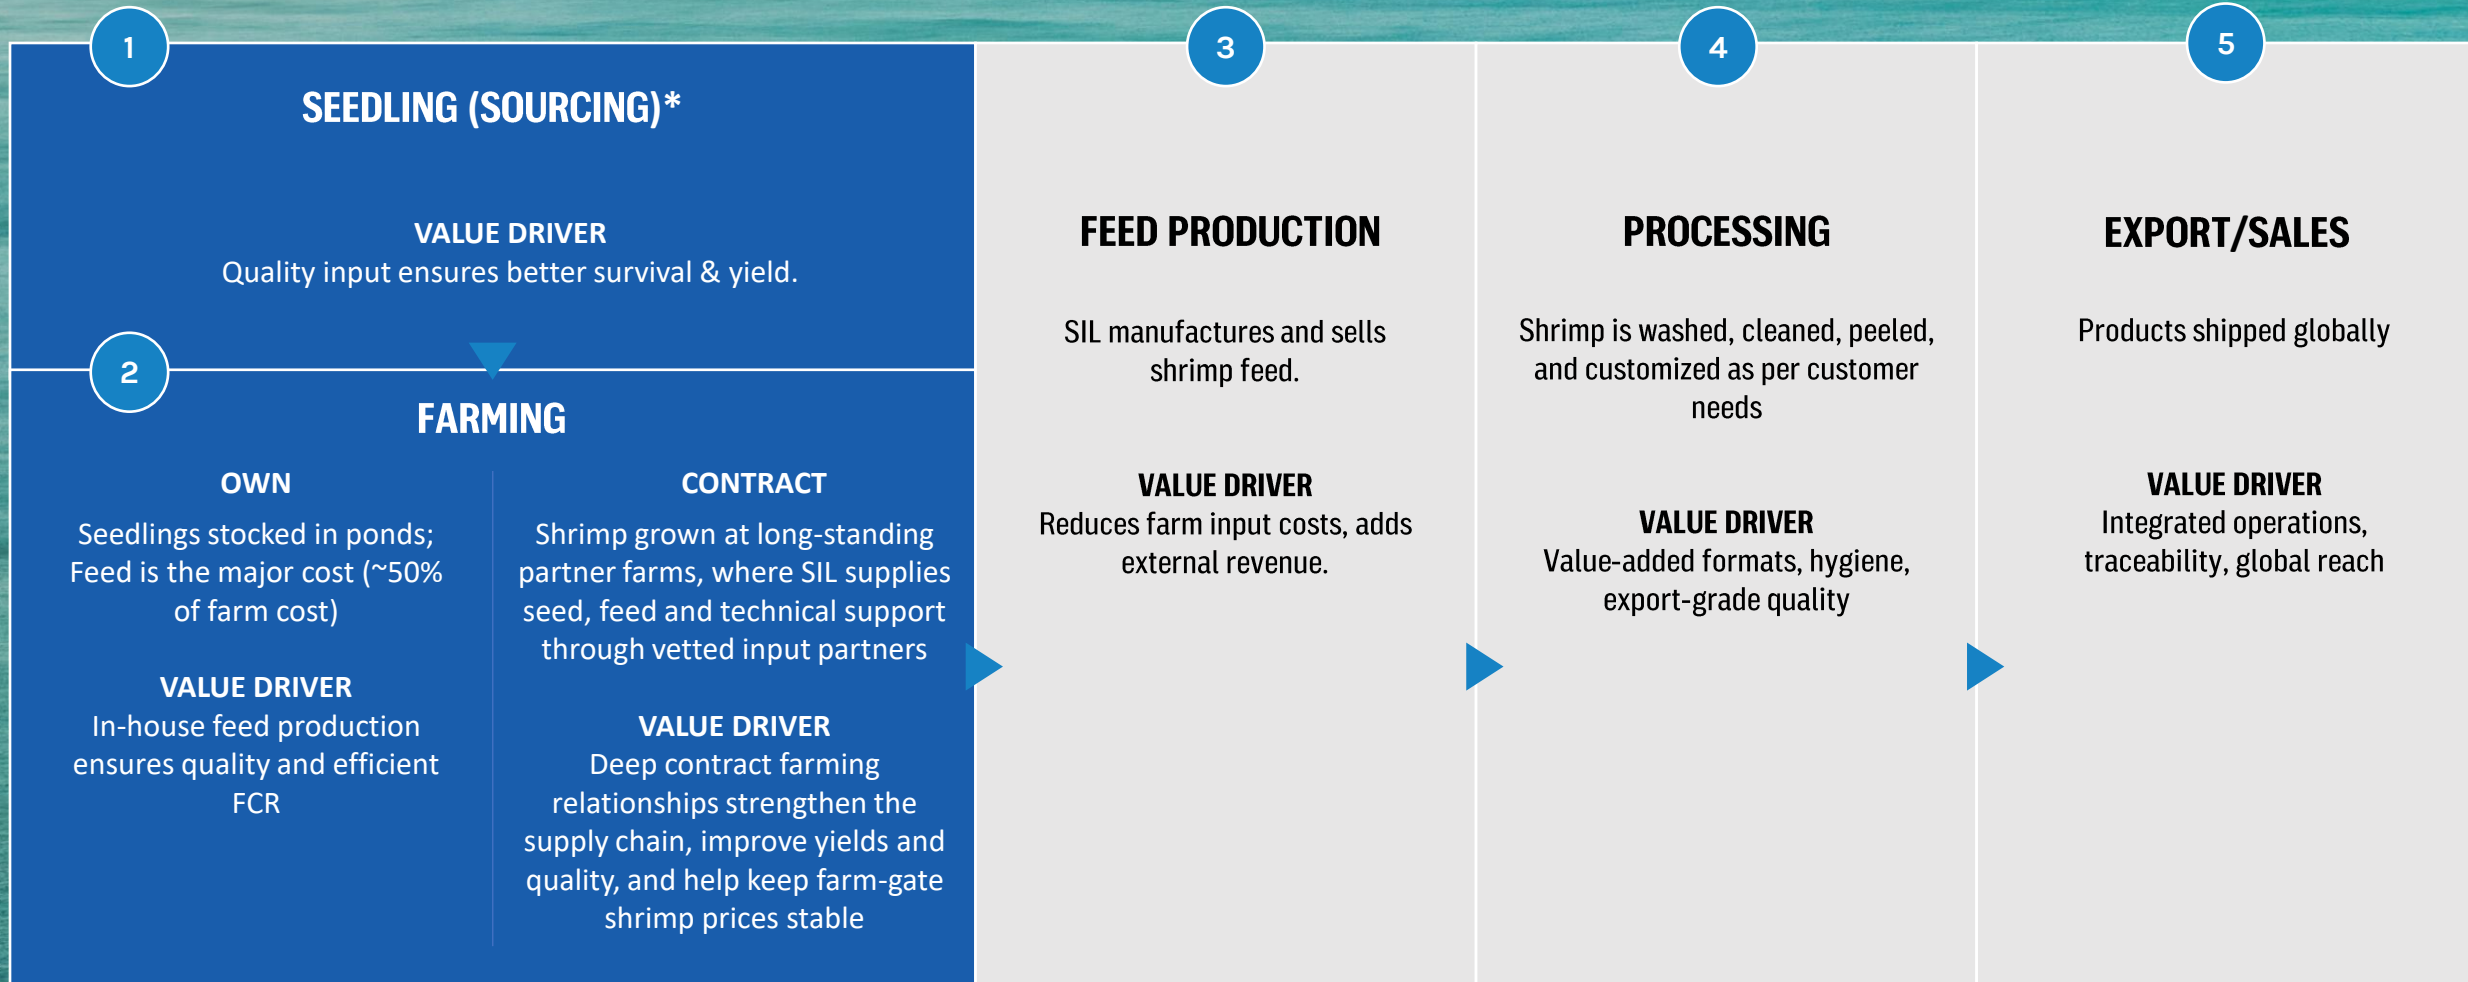 1
SEEDLING (SOURCING)*
VALUE DRIVER
Quality input ensures better survival & yield.
2
FARMING
OWN
Seedlings stocked in ponds;
Feed is the major cost (~50%
of farm cost)
VALUE DRIVER
In-house feed production
ensures quality and efficient
FCR
CONTRACT
Shrimp grown at long-standing
partner farms, where SIL supplies
seed, feed and technical support
through vetted input partners
VALUE DRIVER
Deep contract farming
relationships strengthen the
supply chain, improve yields and
quality, and help keep farm-gate
shrimp prices stable
3
FEED PRODUCTION
SIL manufactures and sells
shrimp feed.
VALUE DRIVER
Reduces farm input costs, adds
external revenue.
4
PROCESSING
Shrimp is washed, cleaned, peeled,
and customized as per customer
needs
VALUE DRIVER
Value-added formats, hygiene,
export-grade quality
5
EXPORT/SALES
Products shipped globally
VALUE DRIVER
Integrated operations,
traceability, global reach